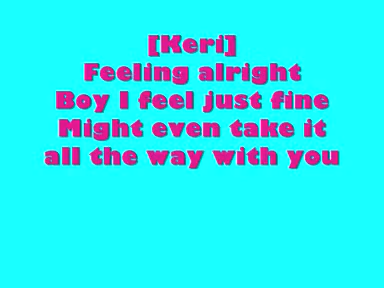 [Keri]
Feeling alright
Boy I feel just fine
Might even take it
all the way with you